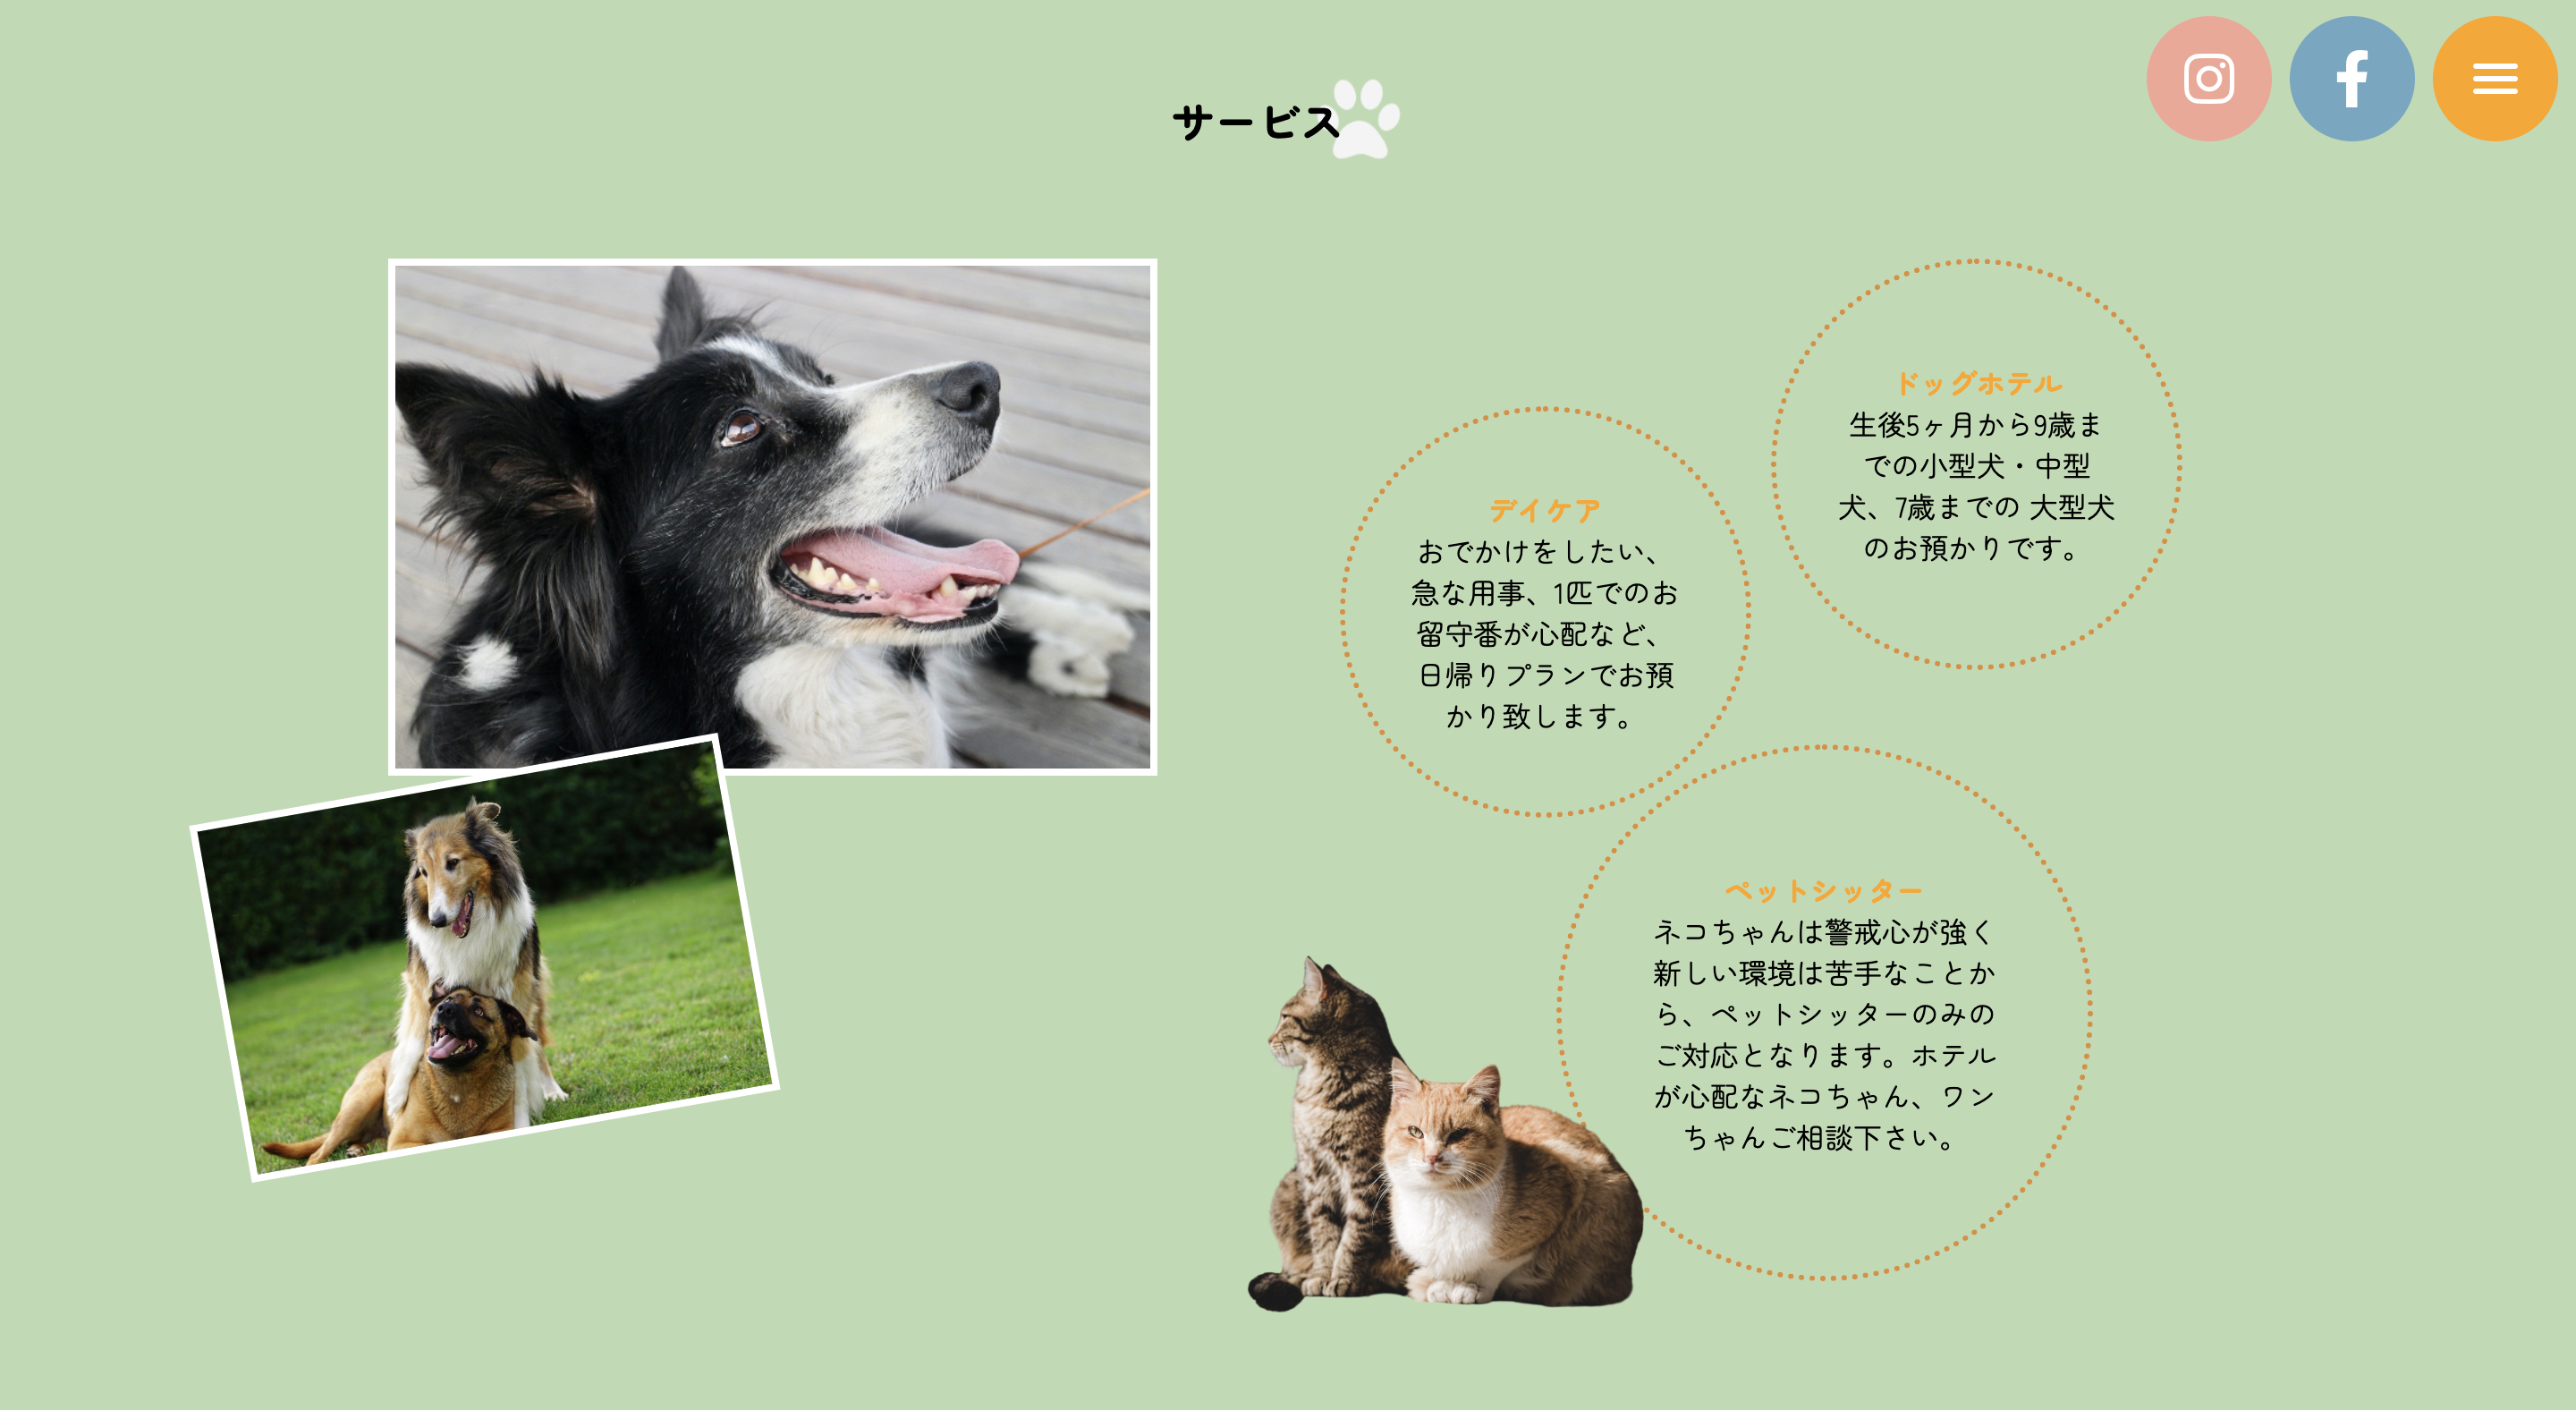 サービス
デイケア
おでかけをしたい、
急な用事、1匹でのお
留守番が心配など、
日帰りプランでお預
かり致します。
ドッグホテル
生後5ヶ月から9歳ま
での小型犬・中型
犬、7歳までの 大型犬
のお預かりです。
ペットシッター
ネコちゃんは警戒心が強く
新しい環境は苦手なことか
ら、ペットシッターのみの
ご対応となります。ホテル
が心配なネコちゃん、ワン
ちゃんご相談下さい。